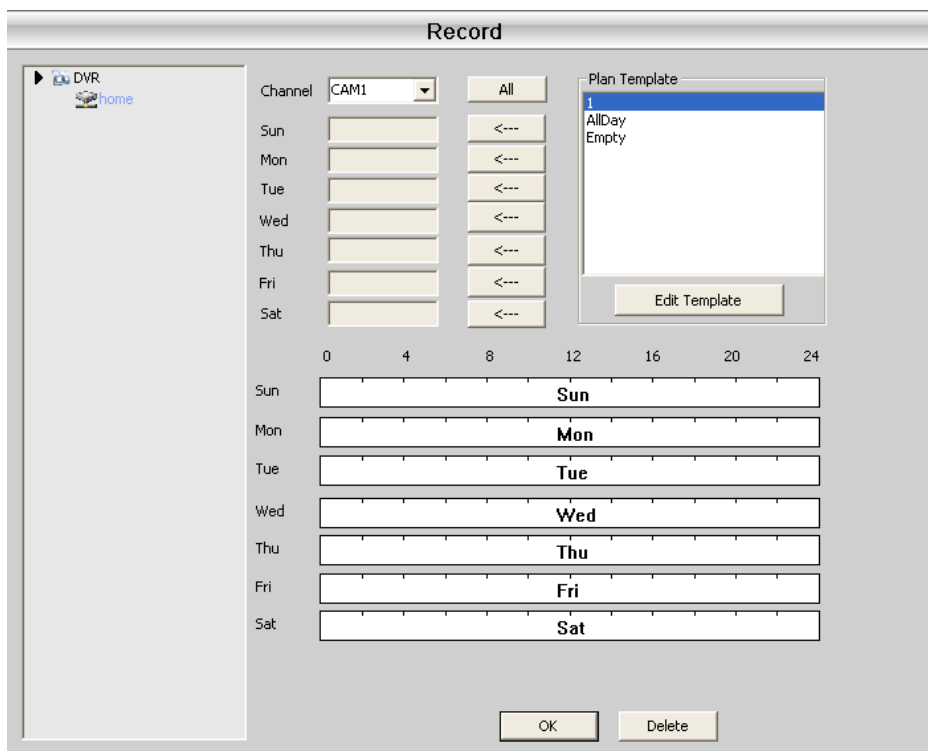 Record
DVR
home
Channel CAM1 All
Sun <---
Mon <---
Tue <---
Wed <---
Thu <---
Fri <---
Sat <---
Plan Template
1
AllDay
Empty
Edit Template
0 4 8 12 16 20 24
Sun Sun
Mon Mon
Tue Tue
Wed Wed
Thu Thu
Fri Fri
Sat Sat
OK Delete